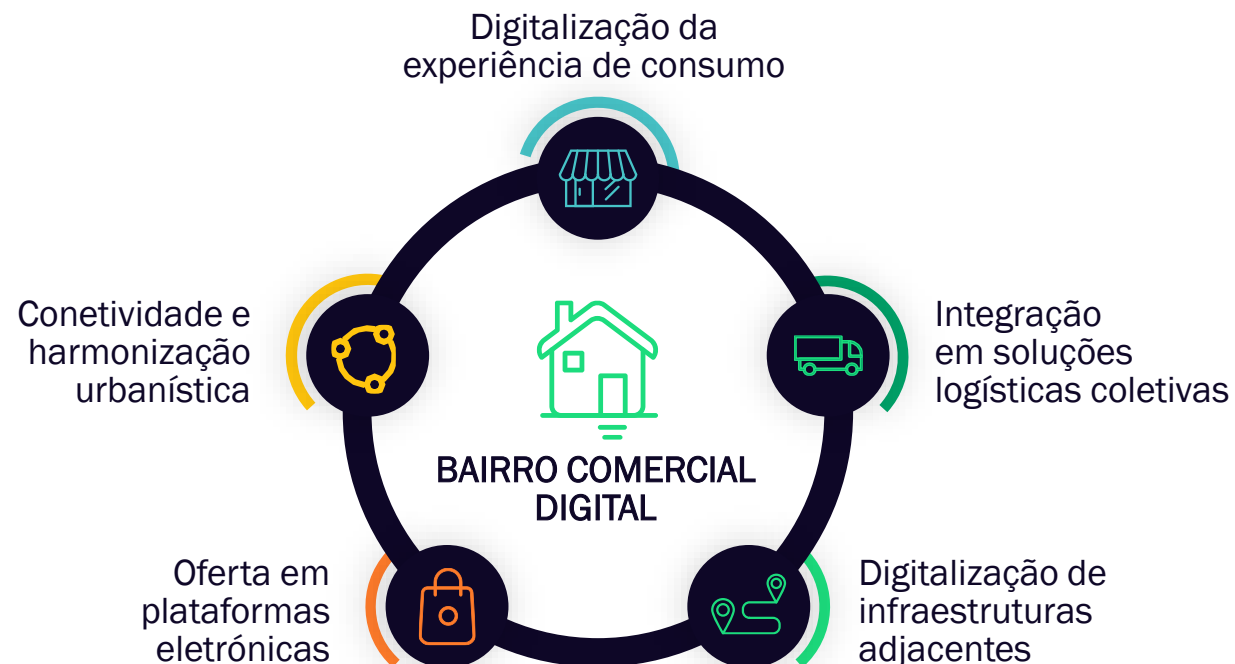 Digitalização da
experiência de consumo
Conetividade e
harmonização
urbanística
Integração
em soluções
logísticas coletivas
BAIRRO COMERCIAL
DIGITAL
Oferta em
plataformas
eletrónicas
Digitalização de
infraestruturas
adjacentes